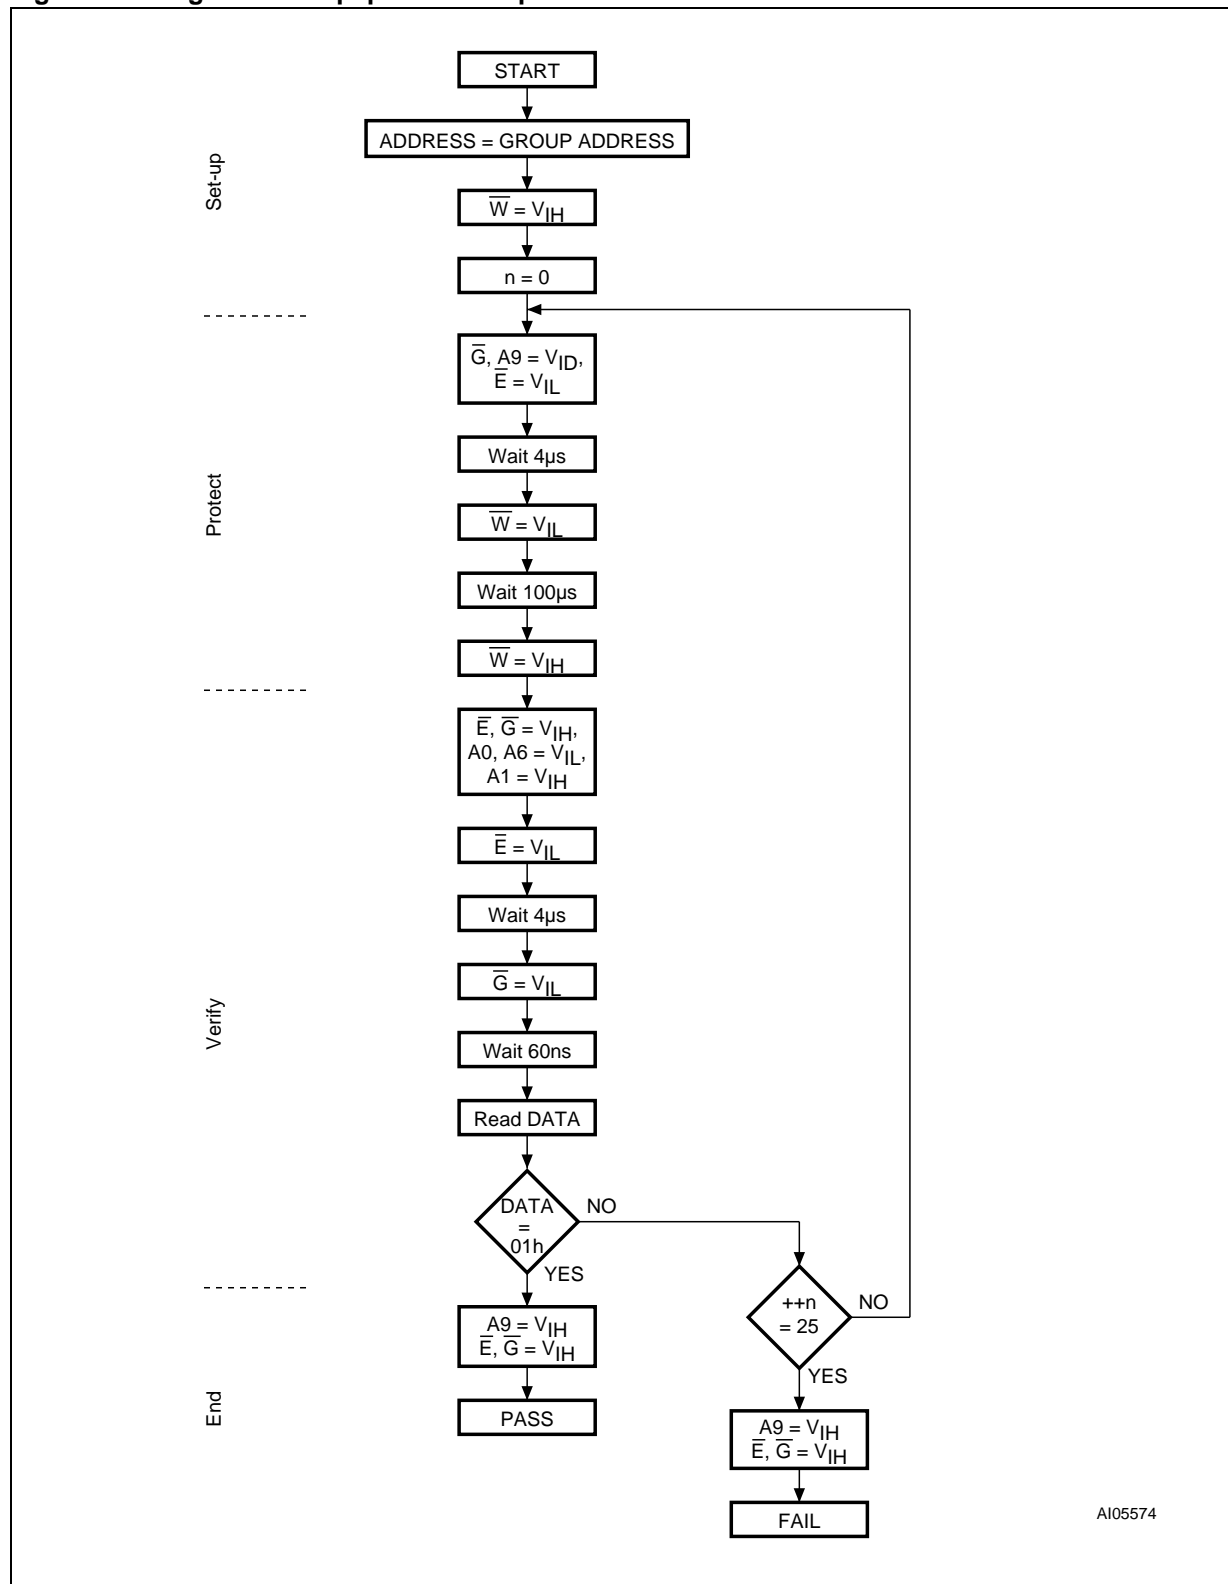 START
ADDRESS = GROUP ADDRESS
Set-up
W̅ = VIH
n = 0
G̅, A9 = VID,
E̅ = VIL
Wait 4µs
Protect
W̅ = VIL
Wait 100µs
W̅ = VIH
E̅, G̅ = VIH,
A0, A6 = VIL,
A1 = VIH
E̅ = VIL
Wait 4µs
G̅ = VIL
Verify
Wait 60ns
Read DATA
DATA
=
01h
NO
YES
++n
= 25
NO
YES
A9 = VIH
E̅, G̅ = VIH
End
PASS
A9 = VIH
E̅, G̅ = VIH
FAIL
AI05574